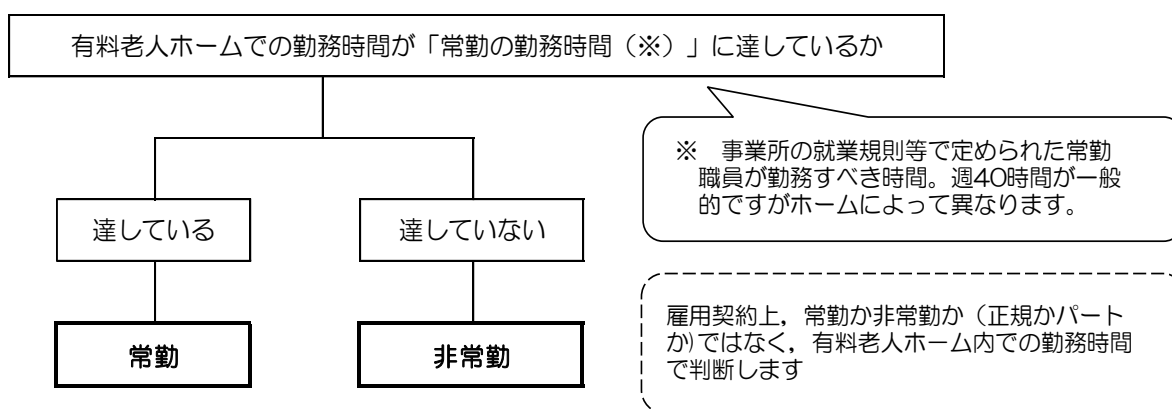 有料老人ホームでの勤務時間が「常勤の勤務時間（※）」に達しているか
※　事業所の就業規則等で定められた常勤
職員が勤務すべき時間。週40時間が一般
的ですがホームによって異なります。
達している
達していない
雇用契約上，常勤か非常勤か（正規かパート
か)ではなく，有料老人ホーム内での勤務時間
で判断します
常勤
非常勤